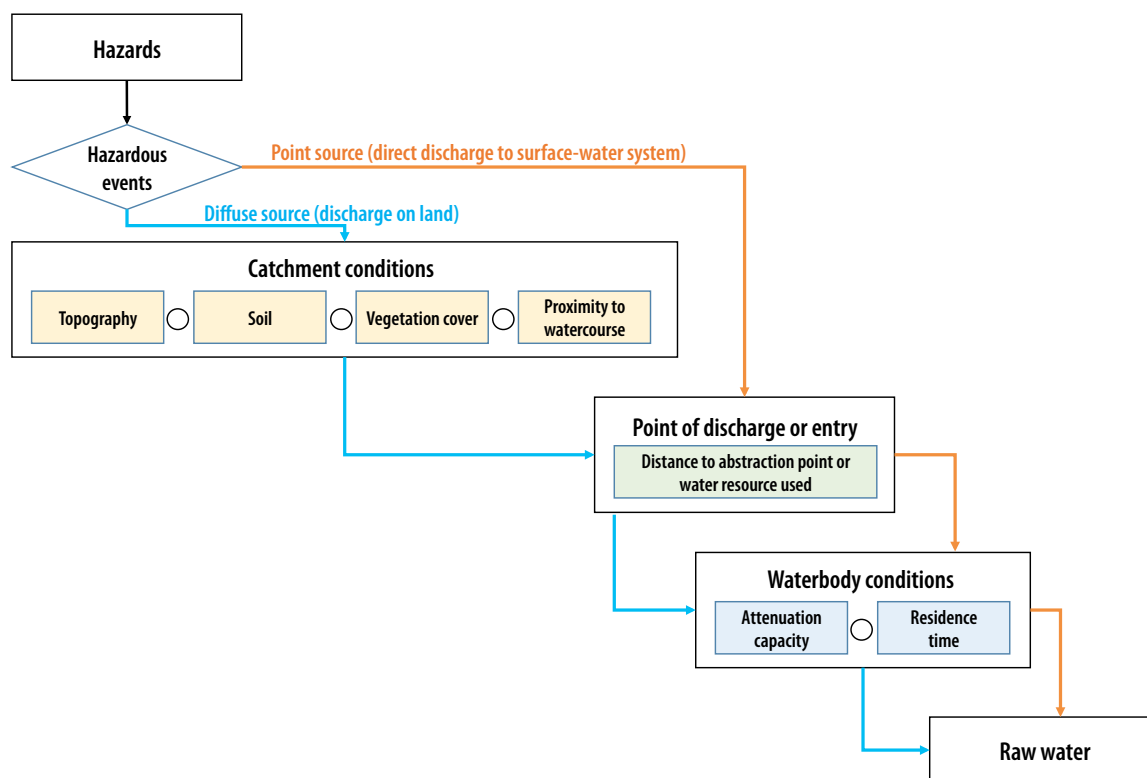 Hazards
Hazardous
events
Point source (direct discharge to surface-water system)
Diffuse source (discharge on land)
Catchment conditions
Topography
Soil
Vegetation cover
Proximity to
watercourse
Point of discharge or entry
Distance to abstraction point or
water resource used
Waterbody conditions
Attenuation
capacity
Residence
time
Raw water